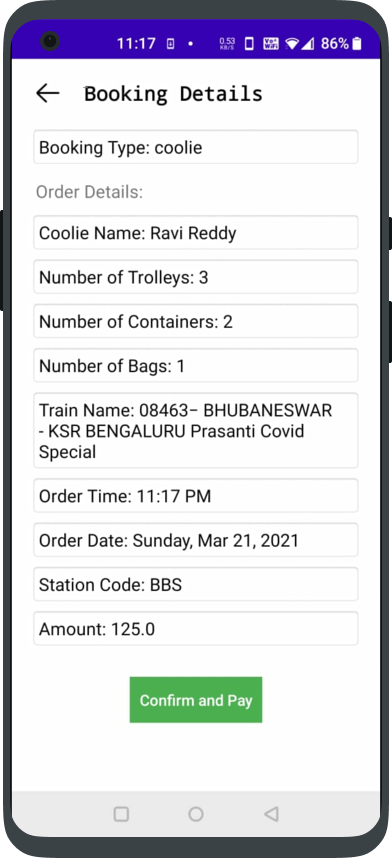 11:17 0.53 KB/S Vo WiFi 86%
Booking Details
Booking Type: coolie
Order Details:
Coolie Name: Ravi Reddy
Number of Trolleys: 3
Number of Containers: 2
Number of Bags: 1
Train Name: 08463– BHUBANESWAR
- KSR BENGALURU Prasanti Covid
Special
Order Time: 11:17 PM
Order Date: Sunday, Mar 21, 2021
Station Code: BBS
Amount: 125.0
Confirm and Pay